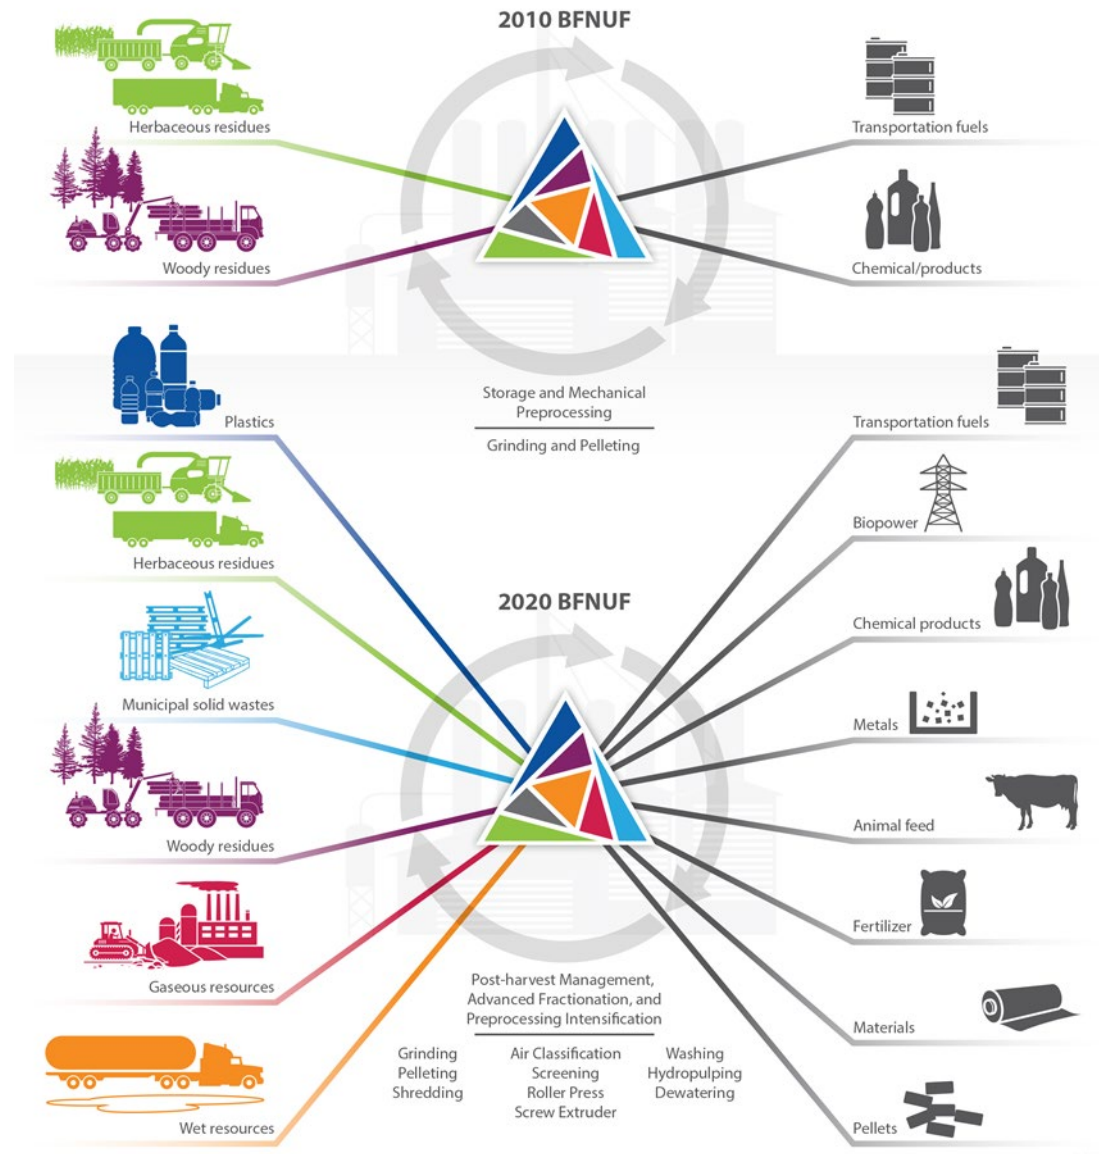 2010 BFNUF
Herbaceous residues
Woody residues
Transportation fuels
Chemical/products
Storage and Mechanical
Preprocessing
Grinding and Pelleting
2020 BFNUF
Plastics
Herbaceous residues
Municipal solid wastes
Woody residues
Gaseous resources
Wet resources
Transportation fuels
Biopower
Chemical products
Metals
Animal feed
Fertilizer
Materials
Pellets
Post-harvest Management,
Advanced Fractionation, and
Preprocessing Intensification
Grinding
Pelleting
Shredding
Air Classification
Screening
Roller Press
Screw Extruder
Washing
Hydropulping
Dewatering